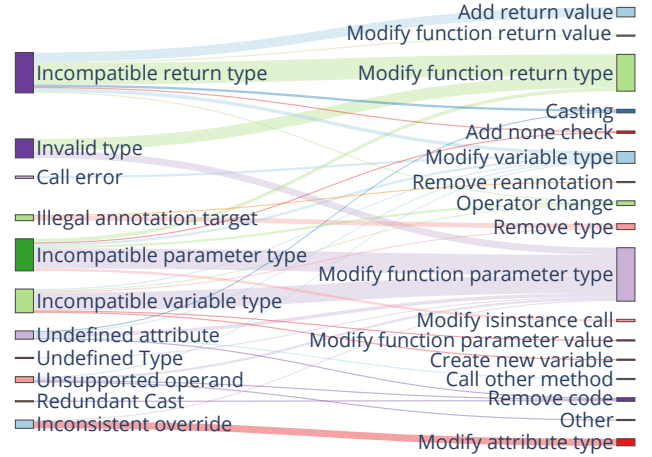 Add return value
Modify function return value
Incompatible return type
Modify function return type
Casting
Add none check
Invalid type
Modify variable type
Call error
Remove reannotation
Operator change
Illegal annotation target
Remove type
Incompatible parameter type
Modify function parameter type
Incompatible variable type
Modify isinstance call
Undefined attribute
Modify function parameter value
Undefined Type
Create new variable
Unsupported operand
Call other method
Redundant Cast
Remove code
Inconsistent override
Other
Modify attribute type